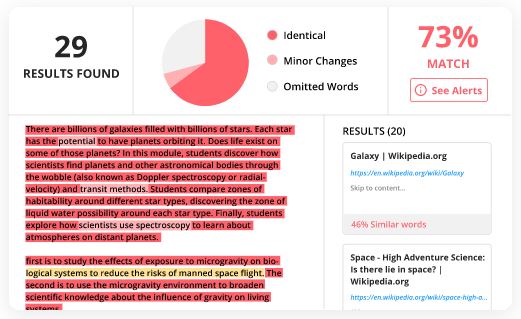 29
RESULTS FOUND
Identical
Minor Changes
Omitted Words
73%
MATCH
See Alerts
There are billions of galaxies filled with billions of stars. Each star
has the potential to have planets orbiting it. Does life exist on
some of those planets? In this module, students discover how
scientists find planets and other astronomical bodies through
the wobble (also known as Doppler spectroscopy or radial-
velocity) and transit methods. Students compare zones of
habitability around different star types, discovering the zone of
liquid water possibility around each star type. Finally, students
explore how scientists use spectroscopy to learn about
atmospheres on distant planets.
first is to study the effects of exposure to microgravity on bio-
logical systems to reduce the risks of manned space flight. The
second is to use the microgravity environment to broaden
scientific knowledge about the influence of gravity on living
systems.
RESULTS (20)
Galaxy | Wikipedia.org
https://en.wikipedia.org/wiki/Galaxy
Skip to content...
46% Similar words
Space - High Adventure Science:
Is there lie in space? |
Wikipedia.org
https://en.wikipedia.org/wiki/space-high-a...